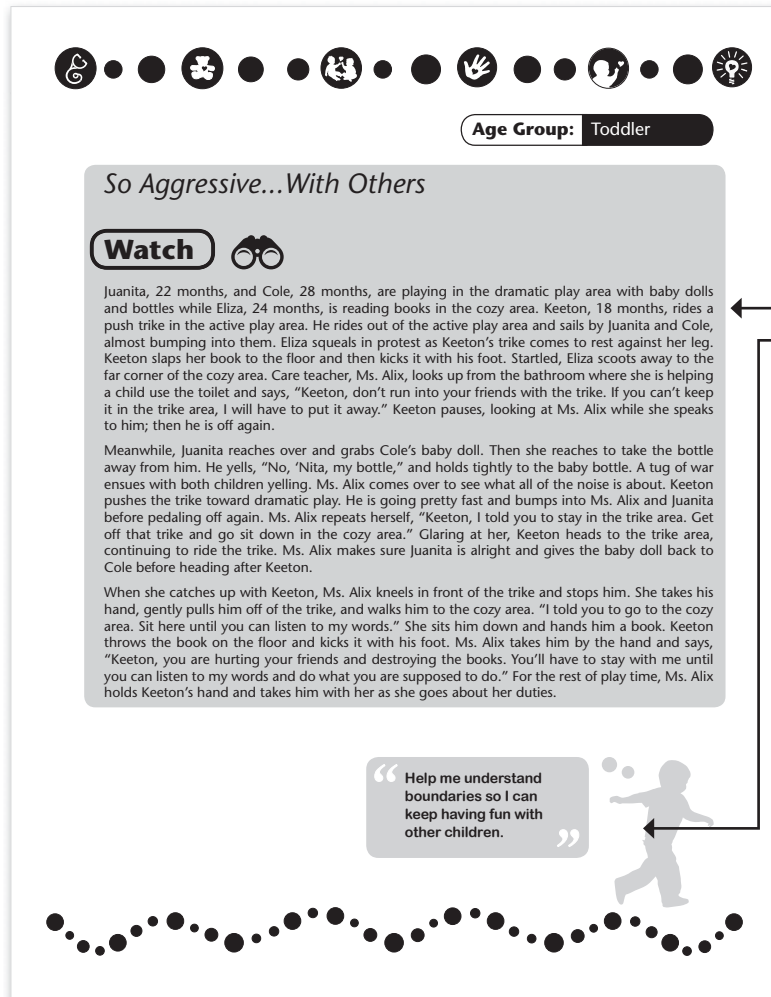 Age Group: Toddler
So Aggressive...With Others
Watch
Juanita, 22 months, and Cole, 28 months, are playing in the dramatic play area with baby dolls
and bottles while Eliza, 24 months, is reading books in the cozy area. Keeton, 18 months, rides a
push trike in the active play area. He rides out of the active play area and sails by Juanita and Cole,
almost bumping into them. Eliza squeals in protest as Keeton’s trike comes to rest against her leg.
Keeton slaps her book to the floor and then kicks it with his foot. Startled, Eliza scoots away to the
far corner of the cozy area. Care teacher, Ms. Alix, looks up from the bathroom where she is helping
a child use the toilet and says, “Keeton, don’t run into your friends with the trike. If you can’t keep
it in the trike area, I will have to put it away.” Keeton pauses, looking at Ms. Alix while she speaks
to him; then he is off again.
Meanwhile, Juanita reaches over and grabs Cole’s baby doll. Then she reaches to take the bottle
away from him. He yells, “No, ‘Nita, my bottle,” and holds tightly to the baby bottle. A tug of war
ensues with both children yelling. Ms. Alix comes over to see what all of the noise is about. Keeton
pushes the trike toward dramatic play. He is going pretty fast and bumps into Ms. Alix and Juanita
before pedaling off again. Ms. Alix repeats herself, “Keeton, I told you to stay in the trike area. Get
off that trike and go sit down in the cozy area.” Glaring at her, Keeton heads to the trike area,
continuing to ride the trike. Ms. Alix makes sure Juanita is alright and gives the baby doll back to
Cole before heading after Keeton.
When she catches up with Keeton, Ms. Alix kneels in front of the trike and stops him. She takes his
hand, gently pulls him off of the trike, and walks him to the cozy area. “I told you to go to the cozy
area. Sit here until you can listen to my words.” She sits him down and hands him a book. Keeton
throws the book on the floor and kicks it with his foot. Ms. Alix takes him by the hand and says,
“Keeton, you are hurting your friends and destroying the books. You’ll have to stay with me until
you can listen to my words and do what you are supposed to do.” For the rest of play time, Ms. Alix
holds Keeton’s hand and takes him with her as she goes about her duties.
“ Help me understand
boundaries so I can
keep having fun with
other children. ”